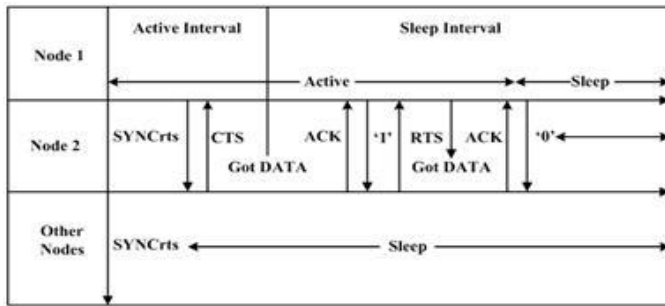 Active Interval Sleep Interval
Node 1
Active Sleep
Node 2 SYNCrts CTS ACK '1' RTS ACK '0'
Got DATA Got DATA
Other
Nodes
SYNCrts Sleep